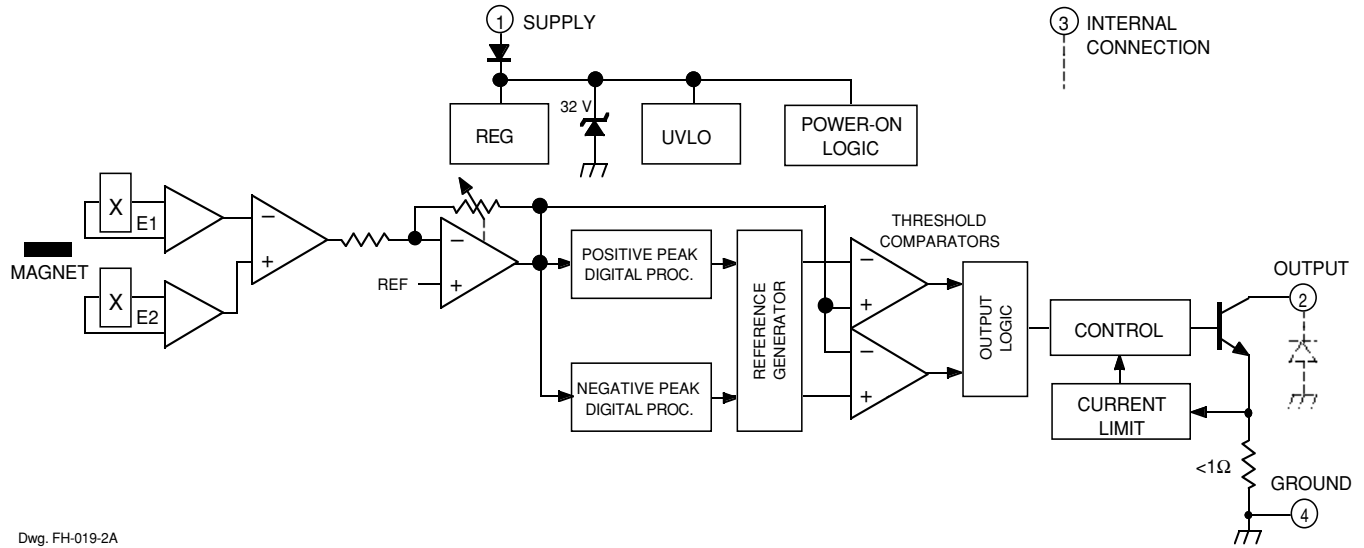 1 SUPPLY
3 INTERNAL
CONNECTION
REG
32 V
UVLO
POWER-ON
LOGIC
X
E1
MAGNET
X
E2
−
+
−
REF
+
POSITIVE PEAK
DIGITAL PROC.
NEGATIVE PEAK
DIGITAL PROC.
REFERENCE
GENERATOR
THRESHOLD
COMPARATORS
−
+
−
+
OUTPUT
LOGIC
CONTROL
CURRENT
LIMIT
OUTPUT
2
<1Ω
GROUND
4
Dwg. FH-019-2A